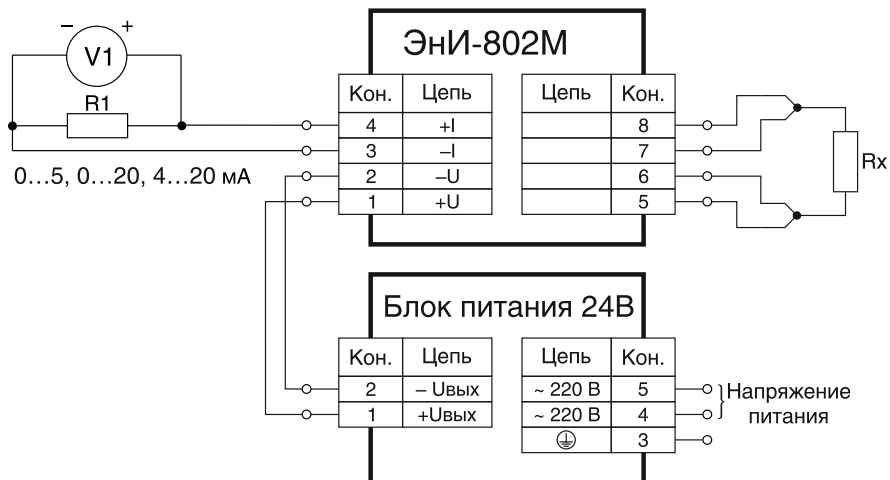 ЭнИ-802М
– +
V1
R1
Кон. Цепь Цепь Кон.
4 +I 8
3 –I 7
2 –U 6
1 +U 5
0...5, 0...20, 4...20 мА
Rx
Блок питания 24В
Кон. Цепь Цепь Кон.
2 – Uвых ~ 220 В 5
1 +Uвых ~ 220 В 4
3
Напряжение
питания